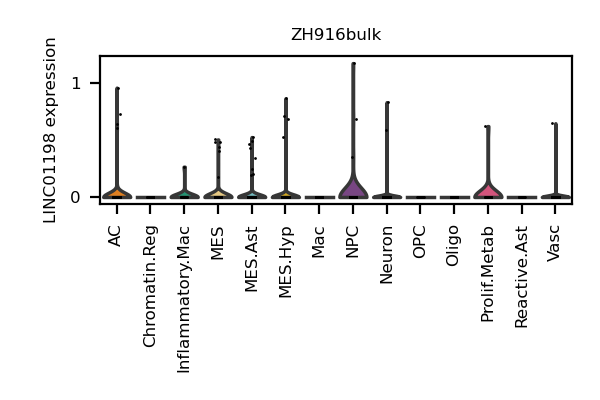 ZH916bulk
LINC01198 expression
1
0
AC
Chromatin.Reg
Inflammatory.Mac
MES
MES.Ast
MES.Hyp
Mac
NPC
Neuron
OPC
Oligo
Prolif.Metab
Reactive.Ast
Vasc